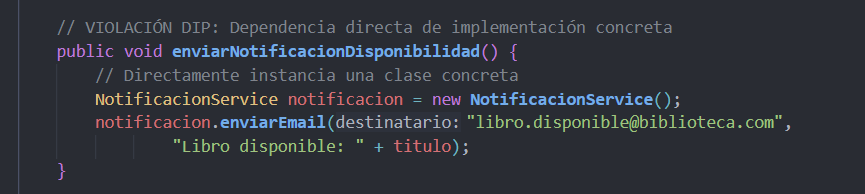 // VIOLACIÓN DIP: Dependencia directa de implementación concreta
public void enviarNotificacionDisponibilidad() {
// Directamente instancia una clase concreta
NotificacionService notificacion = new NotificacionService();
notificacion.enviarEmail(destinatario: "libro.disponible@biblioteca.com",
"Libro disponible: " + titulo);
}